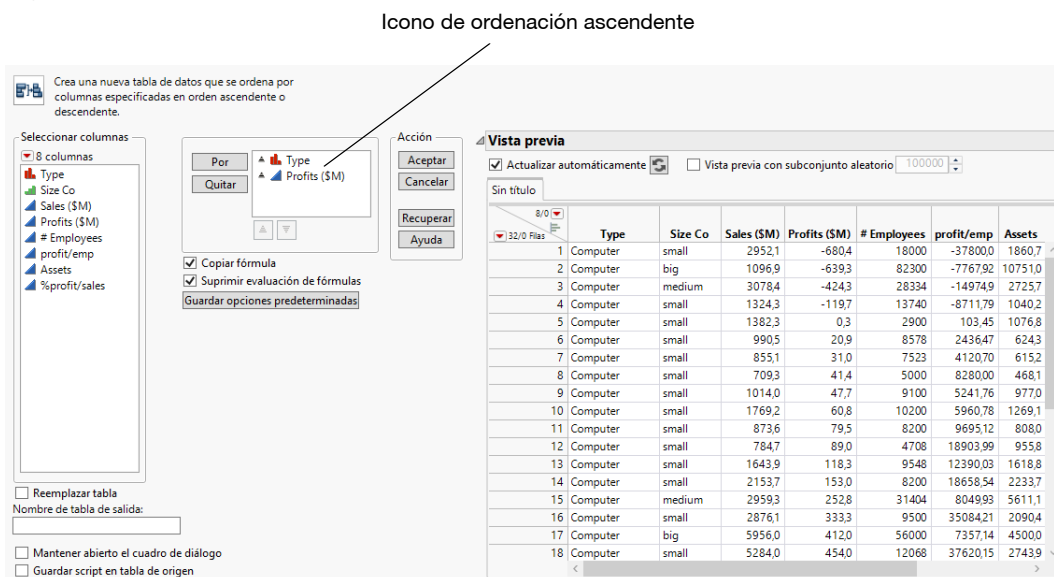 Icono de ordenación ascendente
Crea una nueva tabla de datos que se ordena por
columnas especificadas en orden ascendente o
descendente.
Seleccionar columnas
8 columnas
Type
Size Co
Sales ($M)
Profits ($M)
# Employees
profit/emp
Assets
%profit/sales
Por
Quitar
Type
Profits ($M)
Acción
Aceptar
Cancelar
Recuperar
Ayuda
Copiar fórmula
Suprimir evaluación de fórmulas
Guardar opciones predeterminadas
Reemplazar tabla
Nombre de tabla de salida:
Mantener abierto el cuadro de diálogo
Guardar script en tabla de origen
Vista previa
Actualizar automáticamente Vista previa con subconjunto aleatorio 100000
Sin título
8/0
32/0 Filas Type Size Co Sales ($M) Profits ($M) # Employees profit/emp Assets
1 Computer small 2952,1 -680,4 18000 -37800,0 1860,7
2 Computer big 1096,9 -639,3 82300 -7767,92 10751,0
3 Computer medium 3078,4 -424,3 28334 -14974,9 2725,7
4 Computer small 1324,3 -119,7 13740 -8711,79 1040,2
5 Computer small 1382,3 0,3 2900 103,45 1076,8
6 Computer small 990,5 20,9 8578 2436,47 624,3
7 Computer small 855,1 31,0 7523 4120,70 615,2
8 Computer small 709,3 41,4 5000 8280,00 468,1
9 Computer small 1014,0 47,7 9100 5241,76 977,0
10 Computer small 1769,2 60,8 10200 5960,78 1269,1
11 Computer small 873,6 79,5 8200 9695,12 808,0
12 Computer small 784,7 89,0 4708 18903,99 955,8
13 Computer small 1643,9 118,3 9548 12390,03 1618,8
14 Computer small 2153,7 153,0 8200 18658,54 2233,7
15 Computer medium 2959,3 252,8 31404 8049,93 5611,1
16 Computer small 2876,1 333,3 9500 35084,21 2090,4
17 Computer big 5956,0 412,0 56000 7357,14 4500,0
18 Computer small 5284,0 454,0 12068 37620,15 2743,9